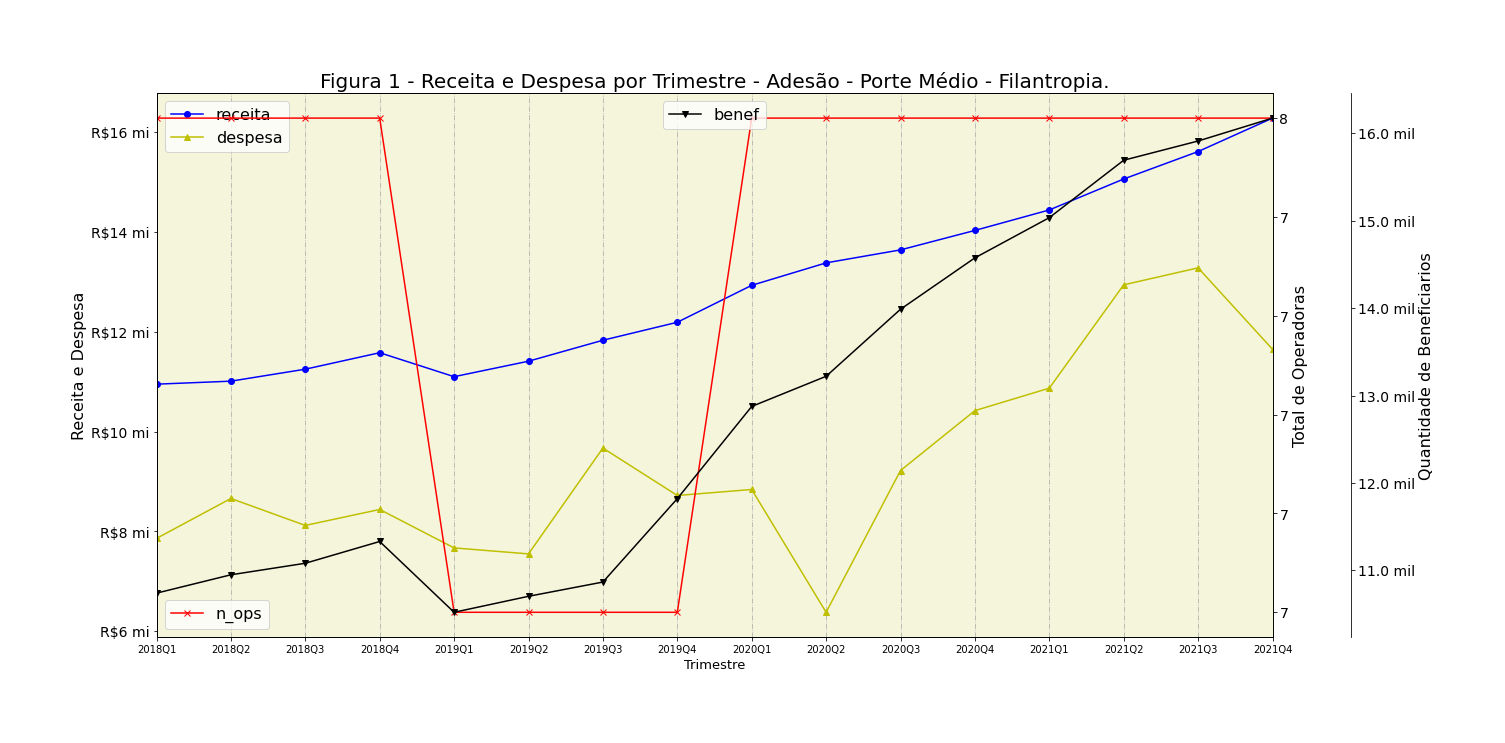 Figura 1 - Receita e Despesa por Trimestre - Adesão - Porte Médio - Filantropia.
receita
despesa
benef
n_ops
Receita e Despesa
R$16 mi
R$14 mi
R$12 mi
R$10 mi
R$8 mi
R$6 mi
8
7
7
7
7
7
Total de Operadoras
16.0 mil
15.0 mil
14.0 mil
13.0 mil
12.0 mil
11.0 mil
Quantidade de Beneficiarios
2018Q1 2018Q2 2018Q3 2018Q4 2019Q1 2019Q2 2019Q3 2019Q4 2020Q1 2020Q2 2020Q3 2020Q4 2021Q1 2021Q2 2021Q3 2021Q4
Trimestre